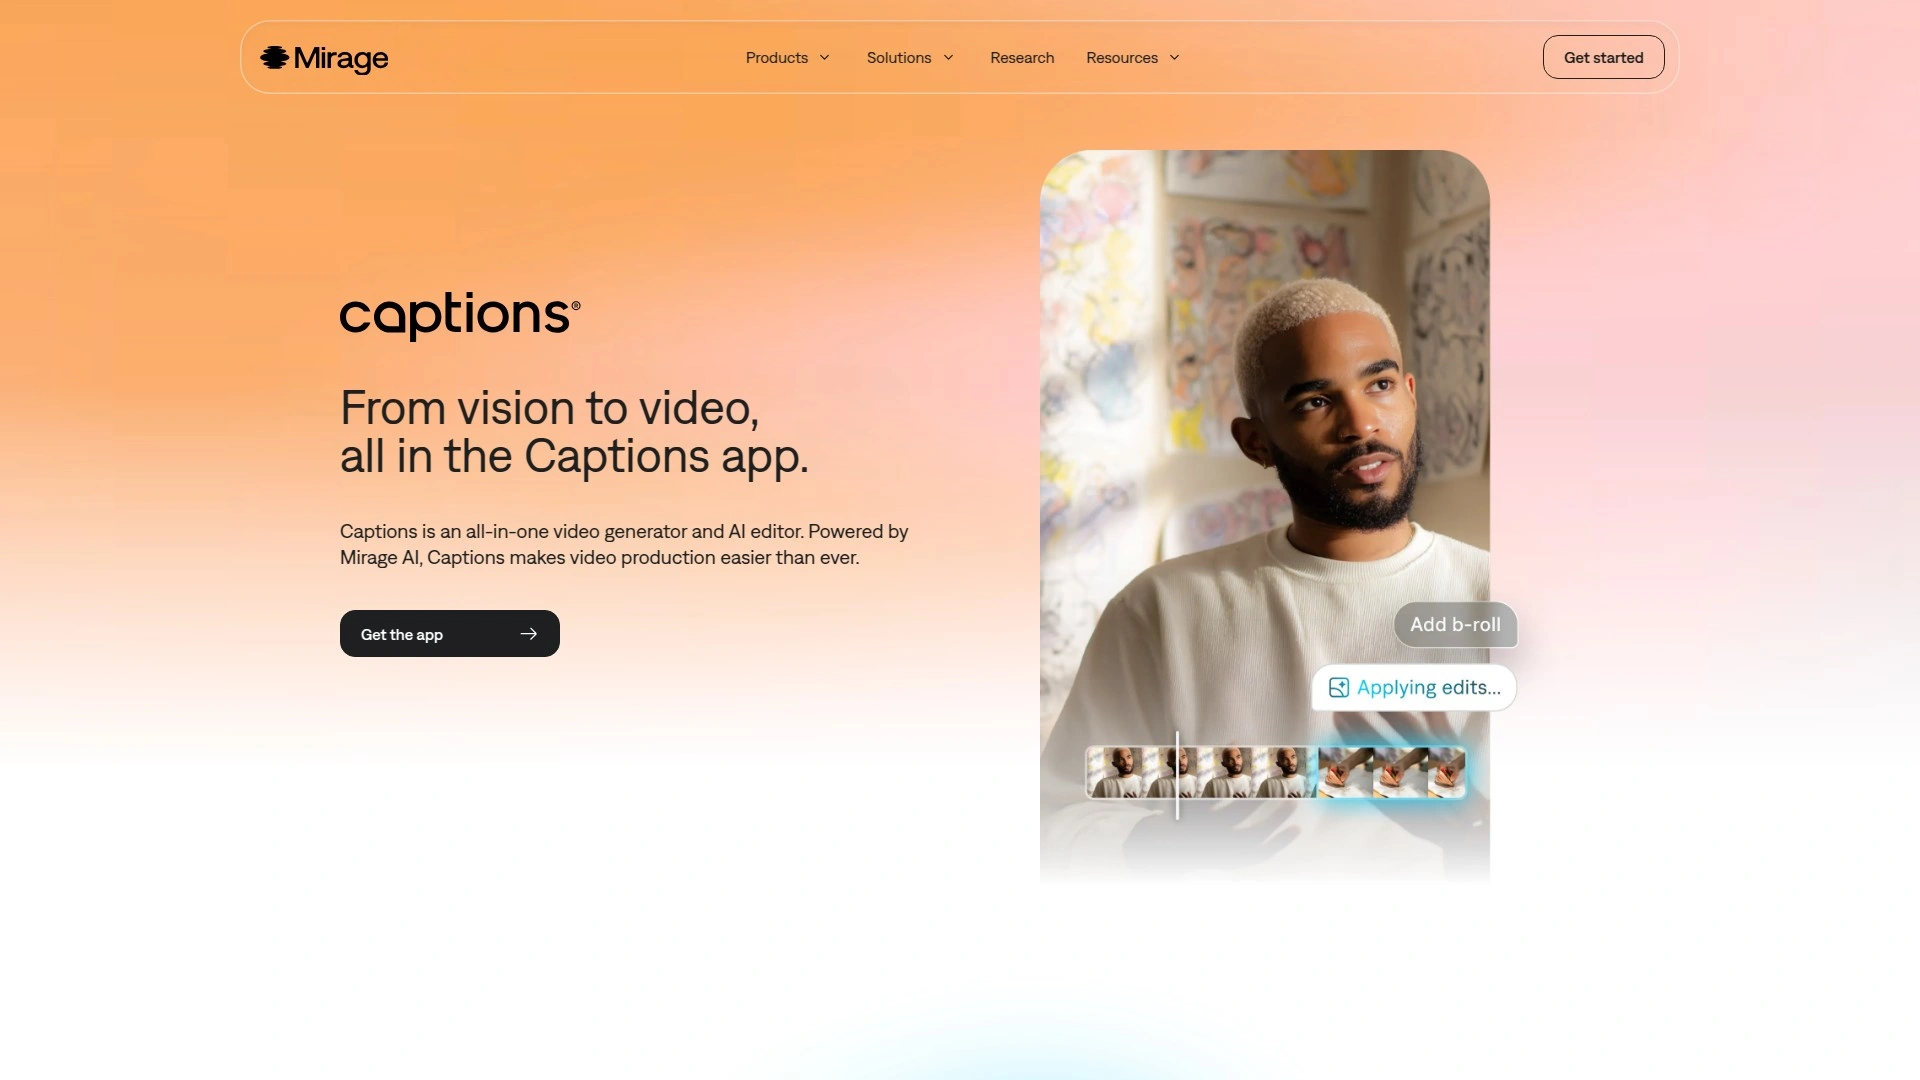 Mirage
Products
Solutions
Research
Resources
Get started
captions®
From vision to video,
all in the Captions app.
Captions is an all-in-one video generator and AI editor. Powered by
Mirage AI, Captions makes video production easier than ever.
Get the app
Add b-roll
Applying edits...